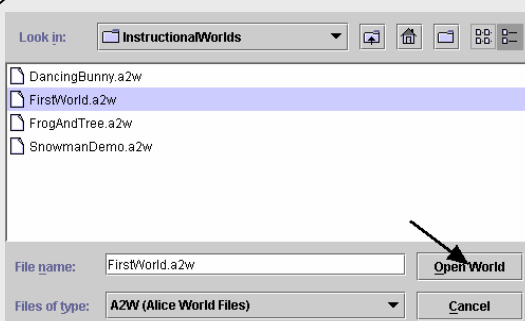 Look in: InstructionalWorlds
DancingBunny.a2w
FirstWorld.a2w
FrogAndTree.a2w
SnowmanDemo.a2w
File name: FirstWorld.a2w Open World
Files of type: A2W (Alice World Files) Cancel